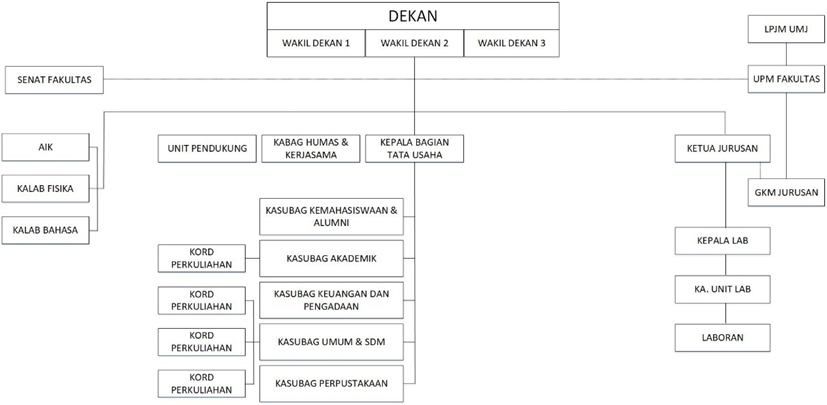 DEKAN
WAKIL DEKAN 1
WAKIL DEKAN 2
WAKIL DEKAN 3
LPJM UMJ
SENAT FAKULTAS
UPM FAKULTAS
AIK
UNIT PENDUKUNG
KABAG HUMAS &
KERJASAMA
KEPALA BAGIAN
TATA USAHA
KETUA JURUSAN
KALAB FISIKA
GKM JURUSAN
KALAB BAHASA
KASUBAG KEMAHASISWAAN &
ALUMNI
KEPALA LAB
KORD
PERKULIAHAN
KASUBAG AKADEMIK
KORD
PERKULIAHAN
KASUBAG KEUANGAN DAN
PENGADAAN
KA. UNIT LAB
KORD
PERKULIAHAN
KASUBAG UMUM & SDM
LABORAN
KORD
PERKULIAHAN
KASUBAG PERPUSTAKAAN